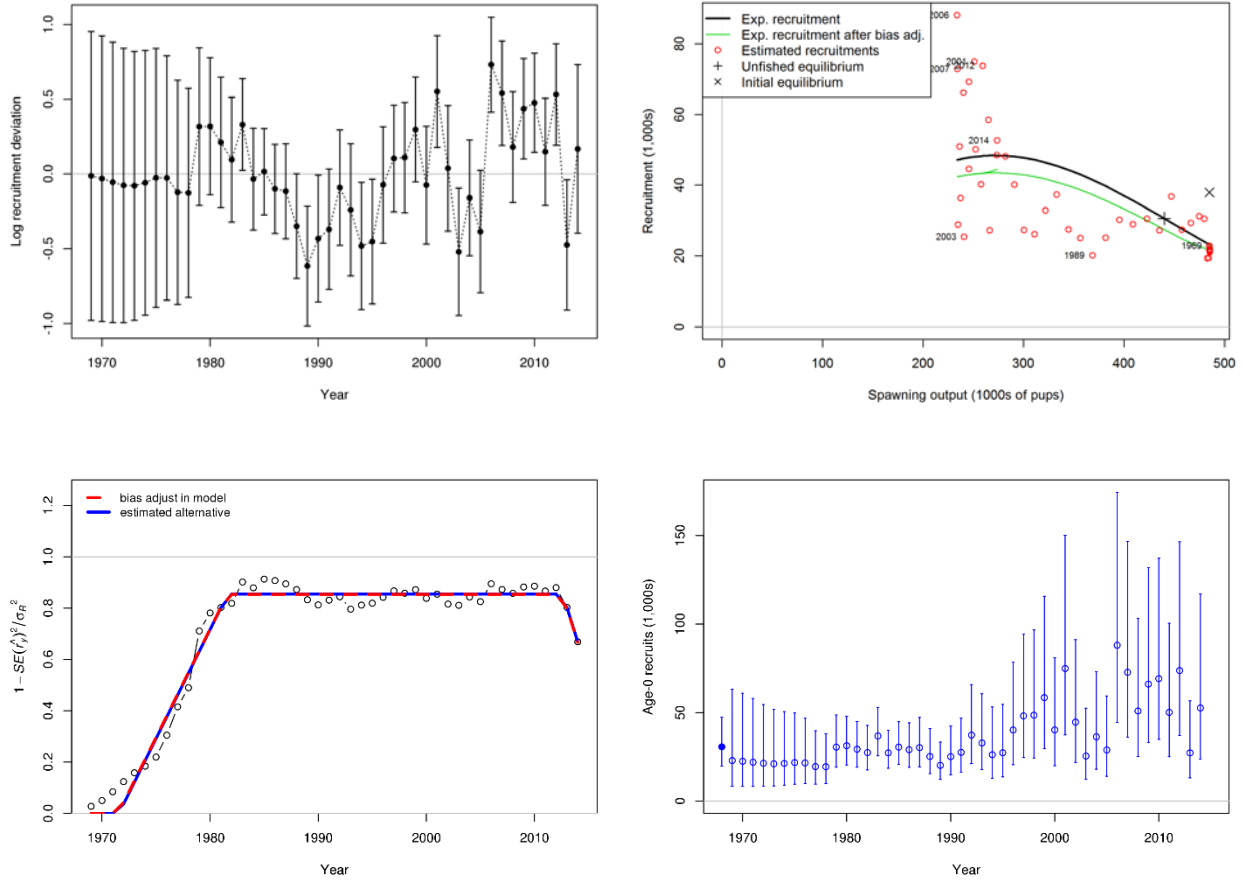 1.0
0.5
0.0
-0.5
-1.0
Log recruitment deviation
1970 1980 1990 2000 2010
Year
Exp. recruitment
Exp. recruitment after bias adj.
Estimated recruitments
Unfished equilibrium
Initial equilibrium
2006
2001
2012
2007
2014
2003
1989
1969
80
60
40
20
0
Recruitment (1,000s)
0 100 200 300 400 500
Spawning output (1000s of pups)
bias adjust in model
estimated alternative
1.2
1.0
0.8
0.6
0.4
0.2
0.0
1 − SE(r̂y)²/σR²
1970 1980 1990 2000 2010
Year
150
100
50
0
Age-0 recruits (1,000s)
1970 1980 1990 2000 2010
Year